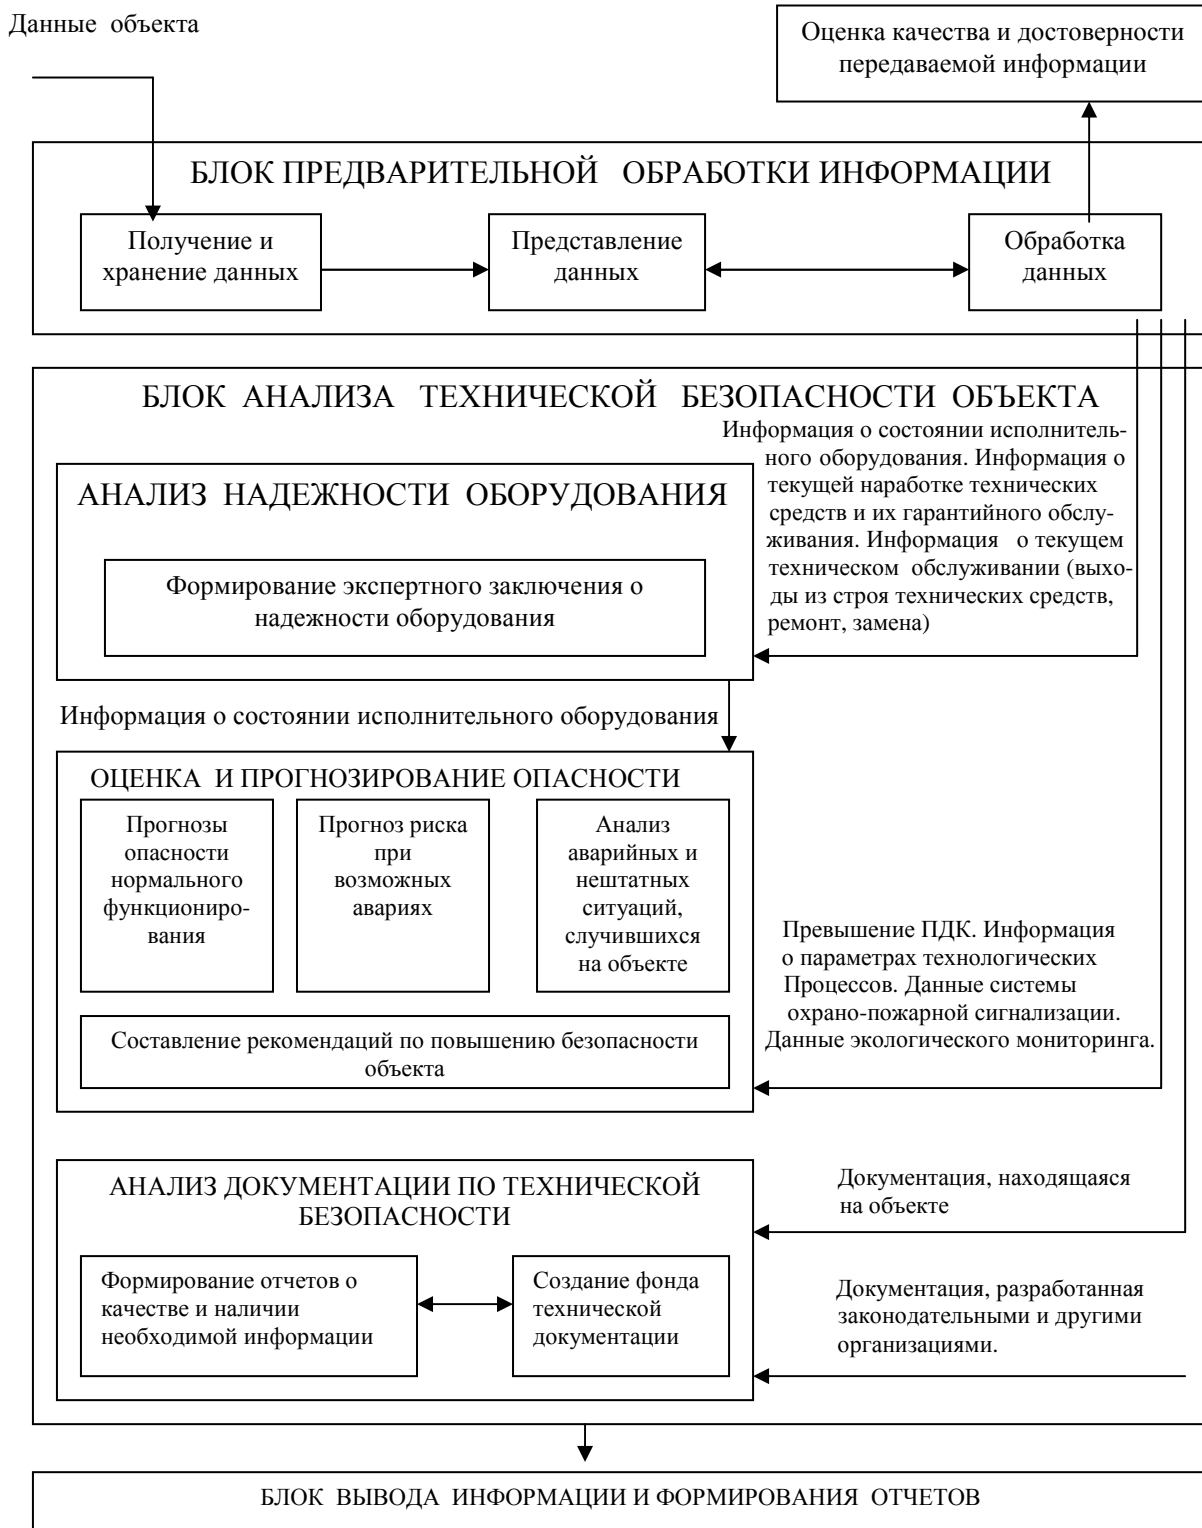 Данные объекта
Оценка качества и достоверности
передаваемой информации
БЛОК ПРЕДВАРИТЕЛЬНОЙ ОБРАБОТКИ ИНФОРМАЦИИ
Получение и
хранение данных
Представление
данных
Обработка
данных
БЛОК АНАЛИЗА ТЕХНИЧЕСКОЙ БЕЗОПАСНОСТИ ОБЪЕКТА
Информация о состоянии исполнитель-
ного оборудования. Информация о
текущей наработке технических
средств и их гарантийного обслу-
живания. Информация о текущем
техническом обслуживании (выхо-
ды из строя технических средств,
ремонт, замена)
АНАЛИЗ НАДЕЖНОСТИ ОБОРУДОВАНИЯ
Формирование экспертного заключения о
надежности оборудования
Информация о состоянии исполнительного оборудования
ОЦЕНКА И ПРОГНОЗИРОВАНИЕ ОПАСНОСТИ
Прогнозы
опасности
нормального
функциониро-
вания
Прогноз риска
при
возможных
авариях
Анализ
аварийных и
нештатных
ситуаций,
случившихся
на объекте
Превышение ПДК. Информация
о параметрах технологических
Процессов. Данные системы
охрано-пожарной сигнализации.
Данные экологического мониторинга.
Составление рекомендаций по повышению безопасности
объекта
АНАЛИЗ ДОКУМЕНТАЦИИ ПО ТЕХНИЧЕСКОЙ
БЕЗОПАСНОСТИ
Документация, находящаяся
на объекте
Формирование отчетов о
качестве и наличии
необходимой информации
Создание фонда
технической
документации
Документация, разработанная
законодательными и другими
организациями.
БЛОК ВЫВОДА ИНФОРМАЦИИ И ФОРМИРОВАНИЯ ОТЧЕТОВ